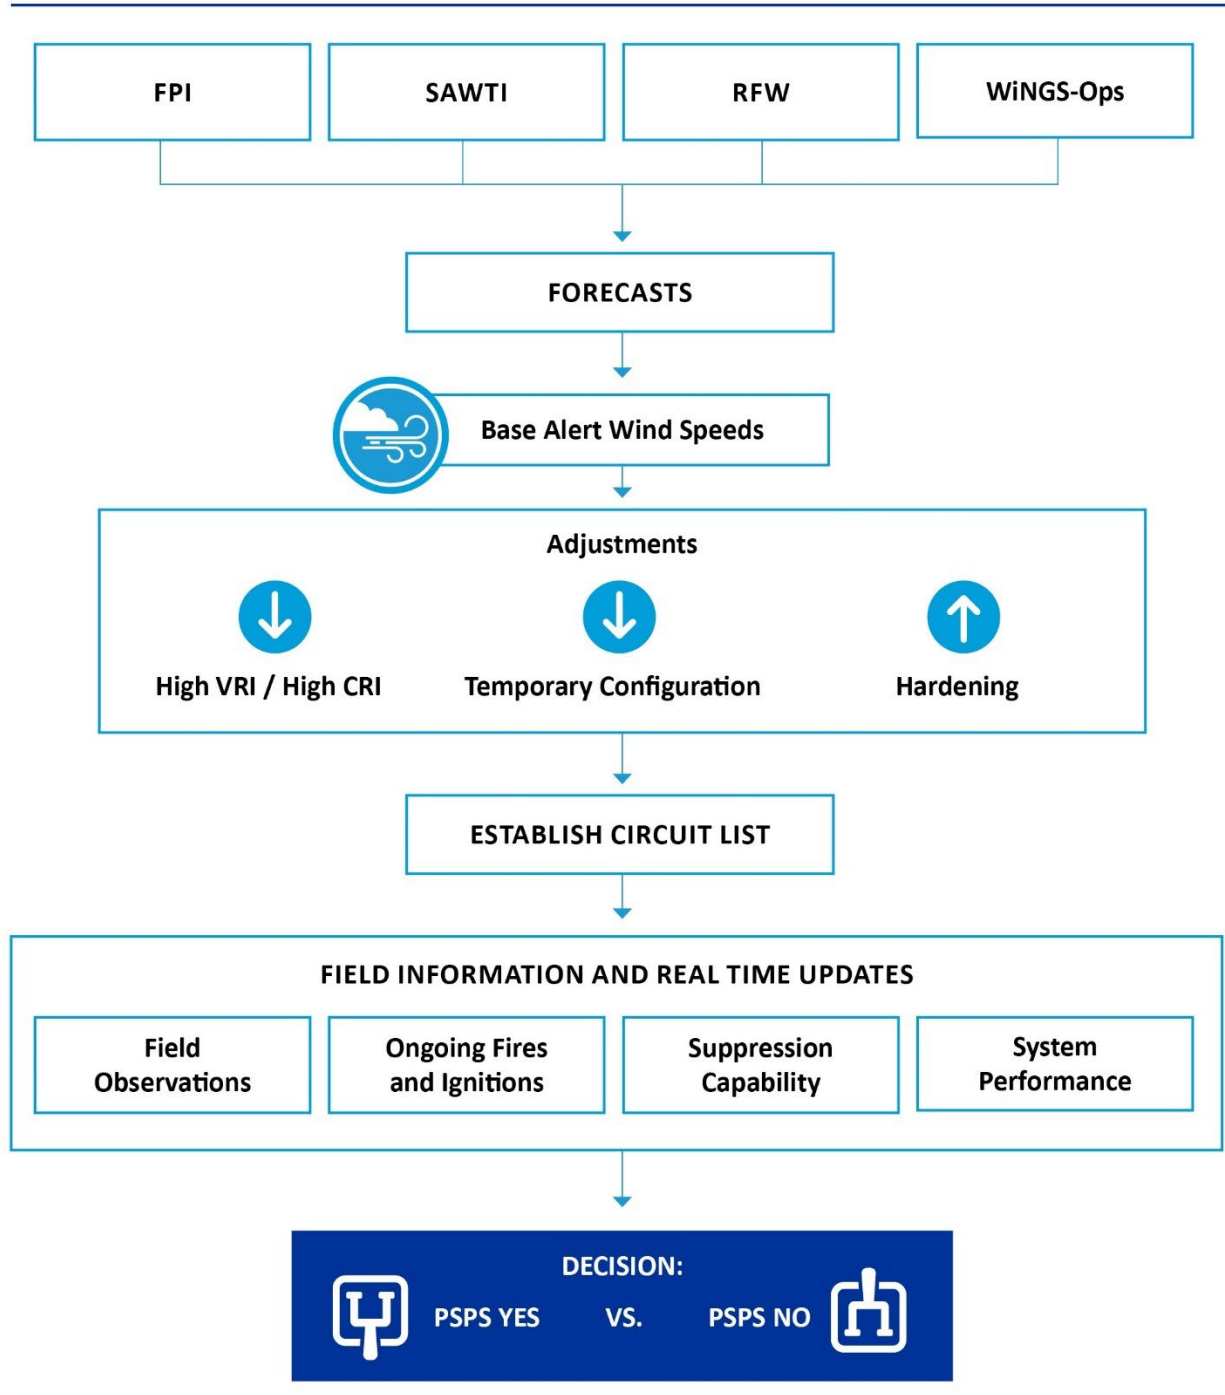 FPI
SAWTI
RFW
WiNGS-Ops
FORECASTS
Base Alert Wind Speeds
Adjustments
High VRI / High CRI
Temporary Configuration
Hardening
ESTABLISH CIRCUIT LIST
FIELD INFORMATION AND REAL TIME UPDATES
Field
Observations
Ongoing Fires
and Ignitions
Suppression
Capability
System
Performance
DECISION:
PSPS YES VS. PSPS NO